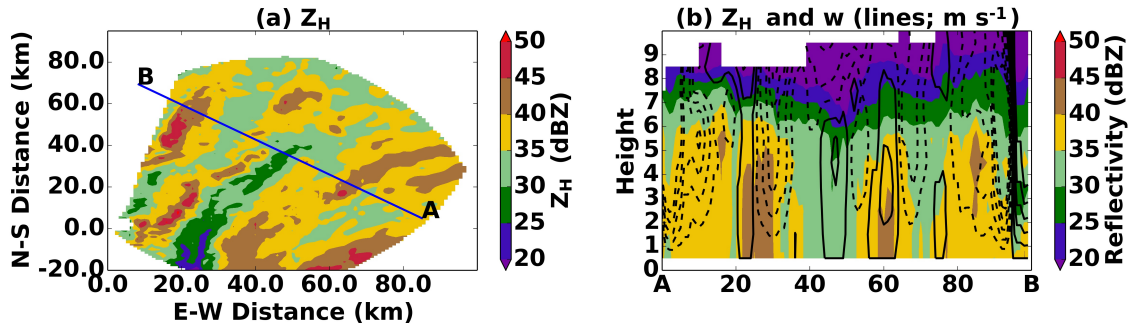 (a) Z_H
(b) Z_H and w (lines; m s⁻¹)
N-S Distance (km)
80.0
60.0
40.0
20.0
0.0
-20.0
0.0 20.0 40.0 60.0 80.0
E-W Distance (km)
B
A
50
45
40
35
30
25
20
Z_H (dBZ)
Height
9
8
7
6
5
4
3
2
1
0
A 20 40 60 80 B
50
45
40
35
30
25
20
Reflectivity (dBZ)